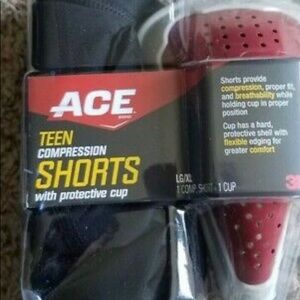 ACE
BRAND
TEEN
COMPRESSION
SHORTS
with protective cup
LG/XL
1 COMP. SHORT - 1 CUP
Shorts provide
compression, proper fit,
and breathability while
holding cup in proper
position
Cup has a hard,
protective shell with
flexible edging for
greater comfort
3M